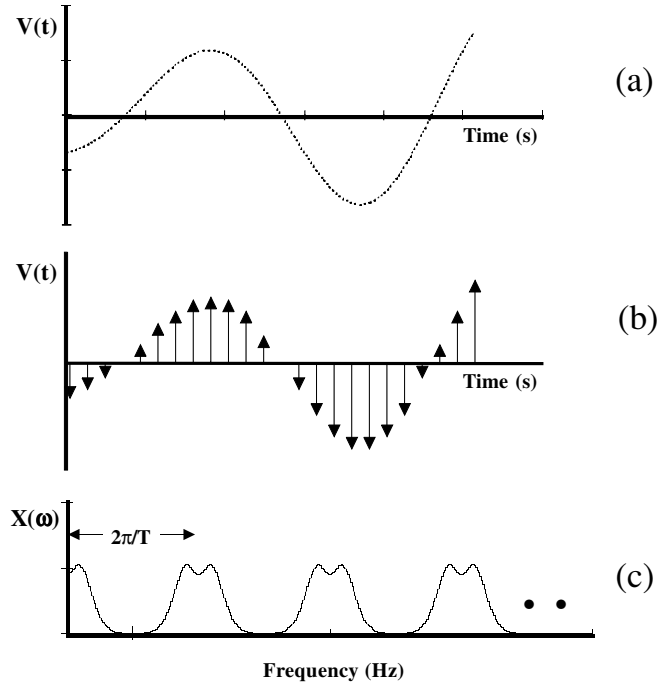 V(t)
(a)
Time (s)
V(t)
(b)
Time (s)
X(ω)
2π/T
(c)
Frequency (Hz)